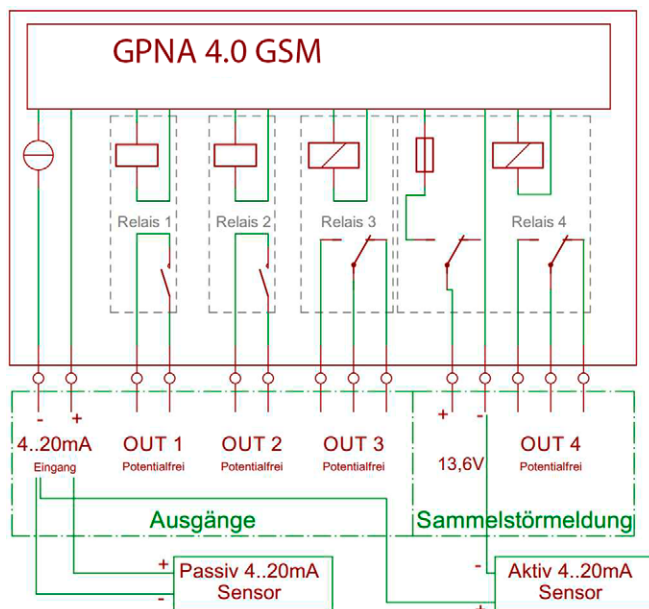 GPNA 4.0 GSM
Relais 1 Relais 2 Relais 3 Relais 4
- + + -
4..20mA OUT 1 OUT 2 OUT 3 13,6V OUT 4
Eingang Potentialfrei Potentialfrei Potentialfrei Potentialfrei
Ausgänge Sammelstörmeldung
+ Passiv 4..20mA - Aktiv 4..20mA
- Sensor + Sensor